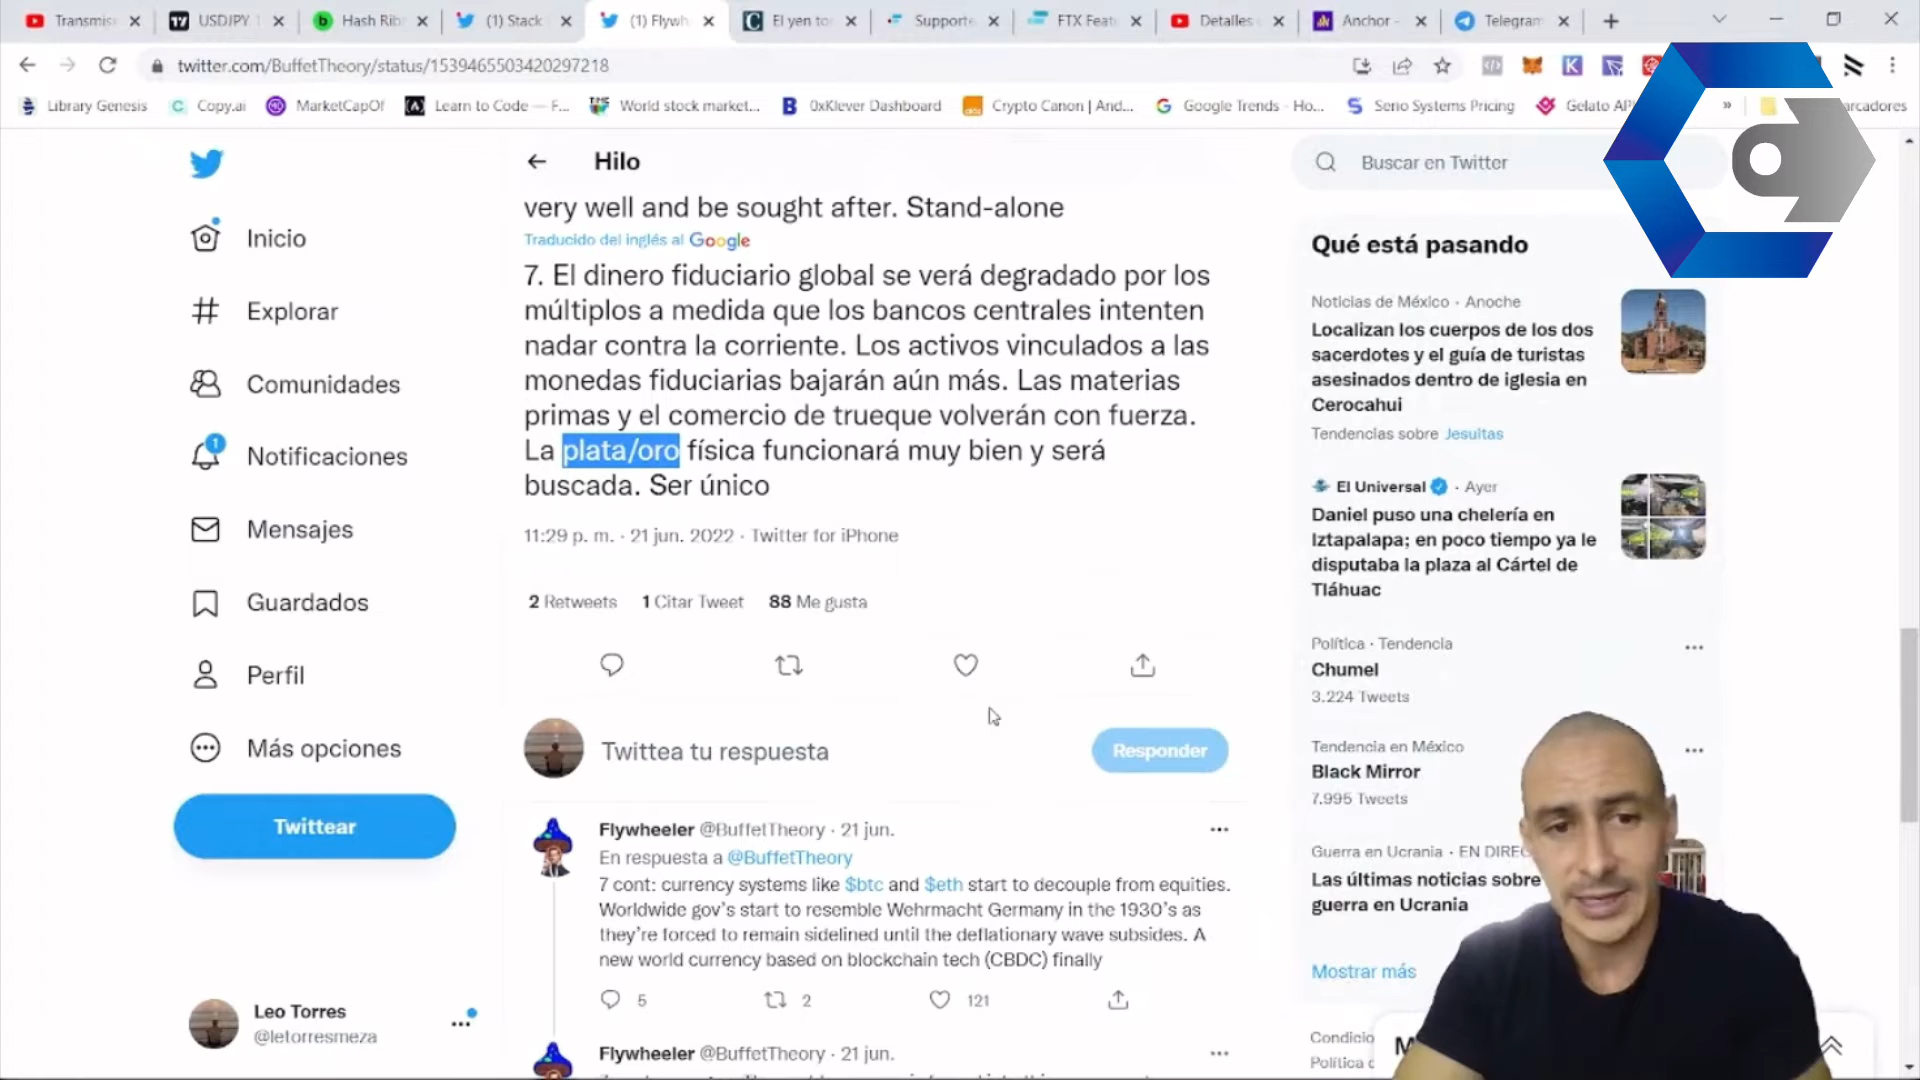 Transmis
USDJPY
Hash Rib
(1) Stack
(1) Flywh
El yen to
Supporte
FTX Feat
Detalles
Anchor -
Telegram
twitter.com/BuffetTheory/status/1539465503420297218
Library Genesis
Copy.ai
MarketCapOf
Learn to Code — F...
World stock market...
0xKlever Dashboard
Crypto Canon | And...
Google Trends - Ho...
Serio Systems Pricing
Gelato AP
arcadores
Inicio
Explorar
Comunidades
1
Notificaciones
Mensajes
Guardados
Perfil
Más opciones
Twittear
Leo Torres
@letorresmeza
Hilo
very well and be sought after. Stand-alone
Traducido del inglés al Google
7. El dinero fiduciario global se verá degradado por los
múltiplos a medida que los bancos centrales intenten
nadar contra la corriente. Los activos vinculados a las
monedas fiduciarias bajarán aún más. Las materias
primas y el comercio de trueque volverán con fuerza.
La plata/oro física funcionará muy bien y será
buscada. Ser único
11:29 p. m. · 21 jun. 2022 · Twitter for iPhone
2 Retweets 1 Citar Tweet 88 Me gusta
Twittea tu respuesta
Responder
Flywheeler @BuffetTheory · 21 jun.
En respuesta a @BuffetTheory
7 cont: currency systems like $btc and $eth start to decouple from equities.
Worldwide gov's start to resemble Wehrmacht Germany in the 1930's as
they're forced to remain sidelined until the deflationary wave subsides. A
new world currency based on blockchain tech (CBDC) finally
5 2 121
Flywheeler @BuffetTheory · 21 jun.
Buscar en Twitter
Qué está pasando
Noticias de México · Anoche
Localizan los cuerpos de los dos
sacerdotes y el guía de turistas
asesinados dentro de iglesia en
Cerocahui
Tendencias sobre Jesuitas
El Universal · Ayer
Daniel puso una chelería en
Iztapalapa; en poco tiempo ya le
disputaba la plaza al Cártel de
Tláhuac
Política · Tendencia
Chumel
3.224 Tweets
Tendencia en México
Black Mirror
7.995 Tweets
Guerra en Ucrania · EN DIREC
Las últimas noticias sobre
guerra en Ucrania
Mostrar más
Condicio
Política
M